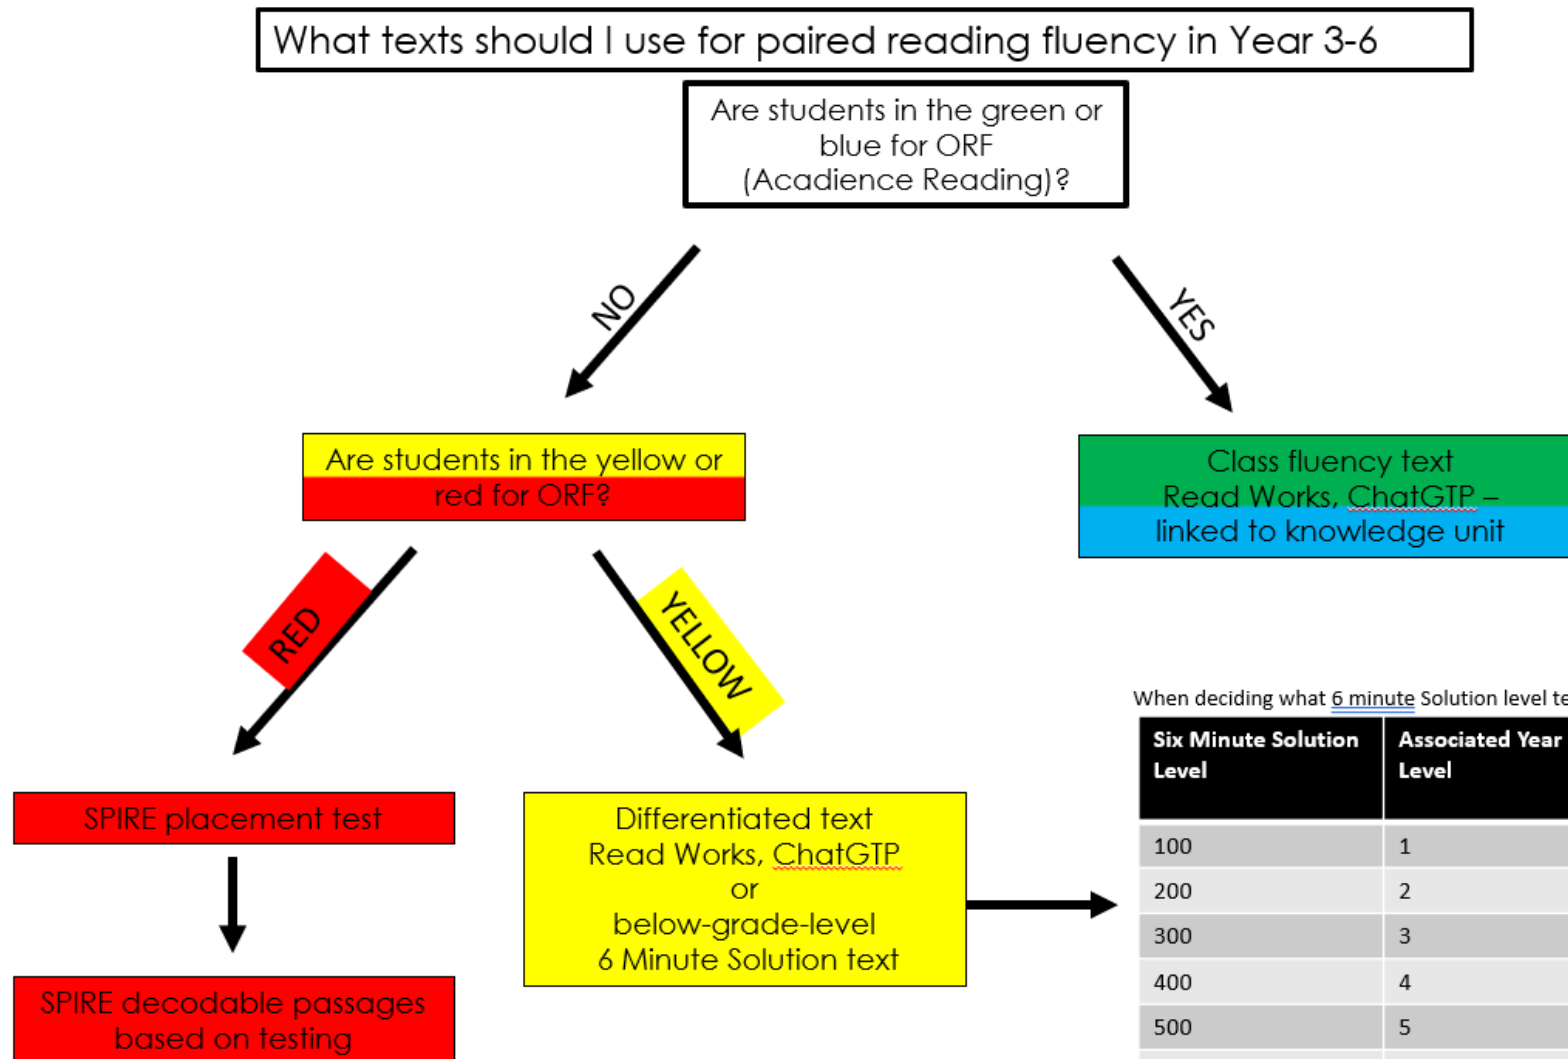 What texts should I use for paired reading fluency in Year 3-6
Are students in the green or
blue for ORF
(Acadience Reading)?
NO
YES
Are students in the yellow or
red for ORF?
Class fluency text
Read Works, ChatGTP –
linked to knowledge unit
RED
YELLOW
SPIRE placement test
SPIRE decodable passages
based on testing
Differentiated text
Read Works, ChatGTP
or
below-grade-level
6 Minute Solution text
When deciding what 6 minute Solution level
Six Minute Solution Level
Associated Year Level
100 1
200 2
300 3
400 4
500 5